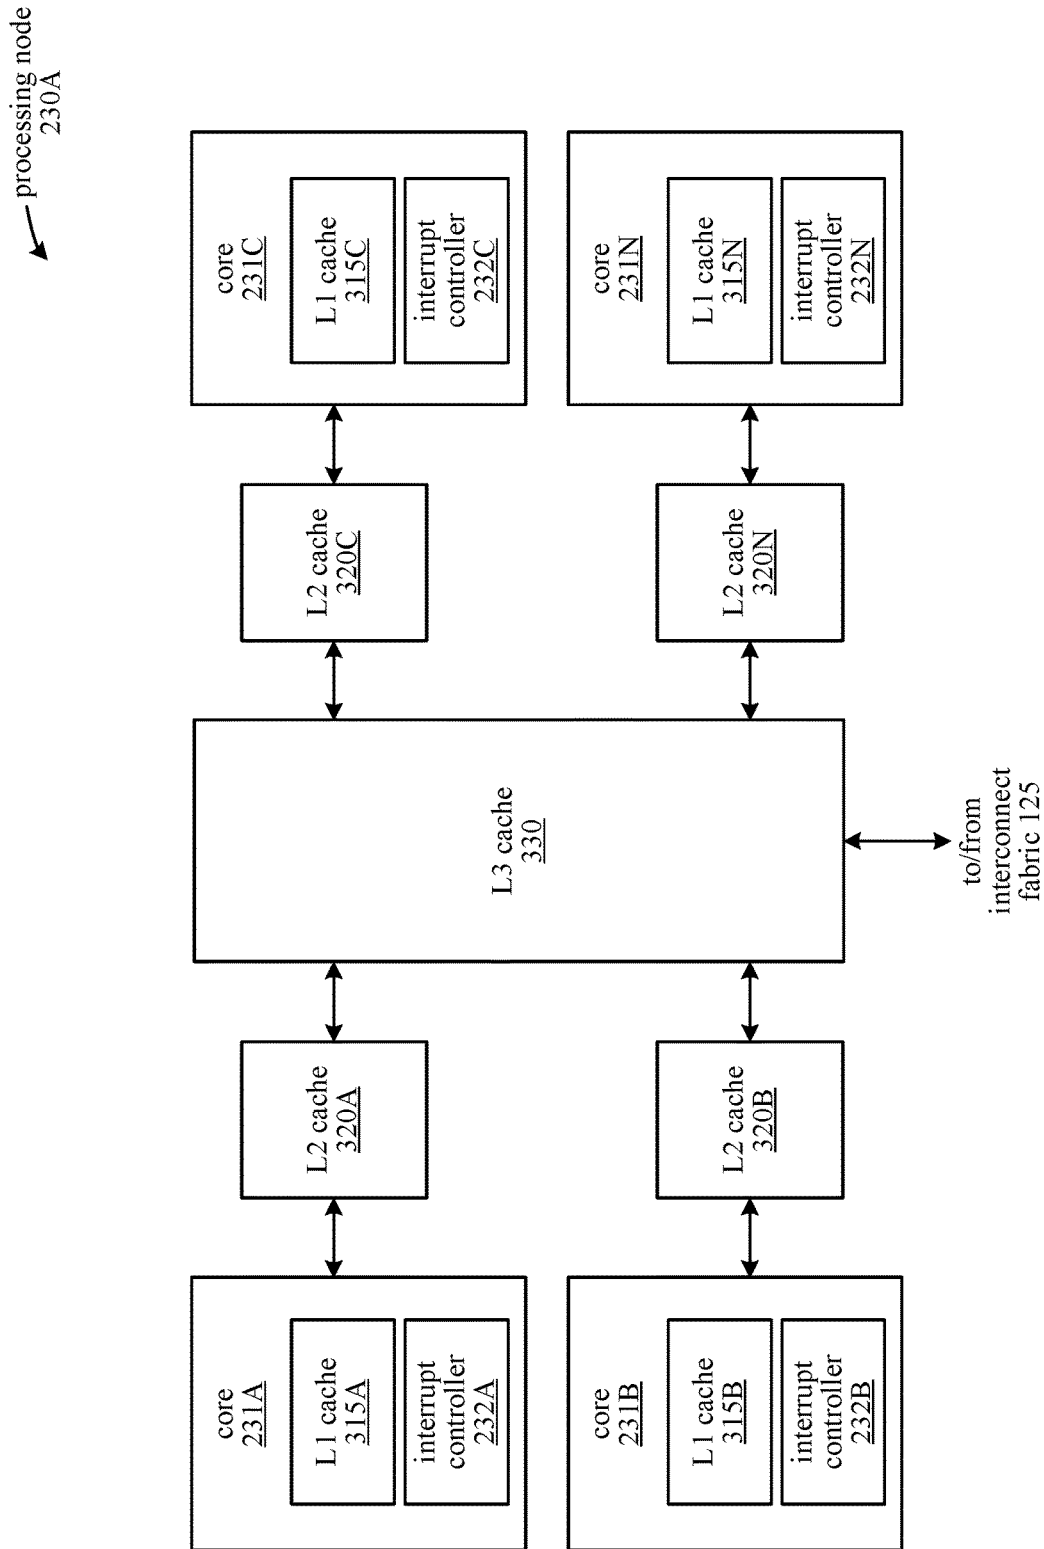 processing node
230A
core
231A
L1 cache
315A
interrupt
controller
232A
L2 cache
320A
L3 cache
330
L2 cache
320C
core
231C
L1 cache
315C
interrupt
controller
232C
core
231B
L1 cache
315B
interrupt
controller
232B
L2 cache
320B
L2 cache
320N
core
231N
L1 cache
315N
interrupt
controller
232N
to/from
interconnect
fabric 125